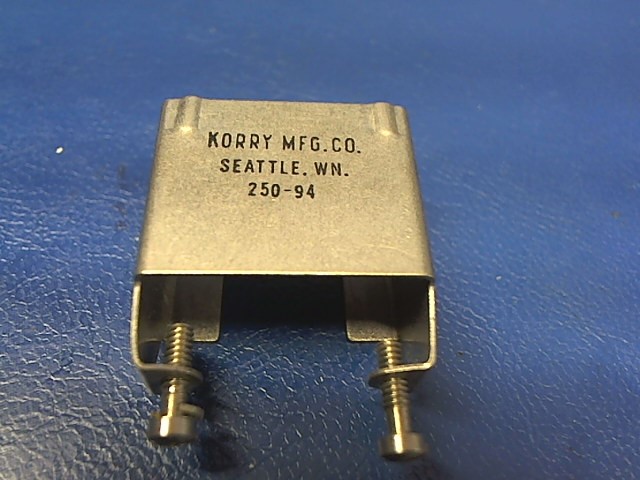 KORRY MFG.CO.
SEATTLE. WN.
250-94